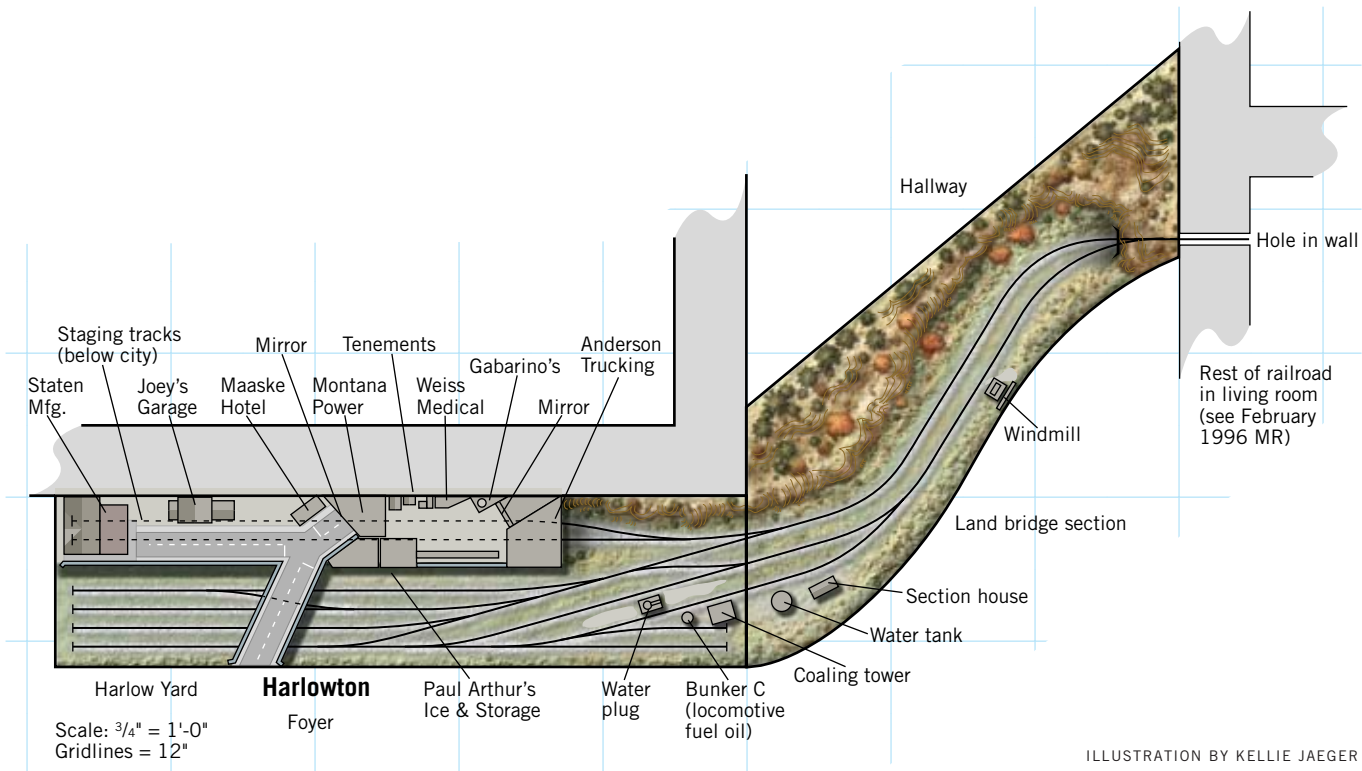 Hallway
Hole in wall
Staging tracks
(below city)
Mirror
Tenements
Gabarino's
Anderson
Trucking
Staten
Mfg.
Joey's
Garage
Maaske
Hotel
Montana
Power
Weiss
Medical
Mirror
Rest of railroad
in living room
(see February
1996 MR)
Windmill
Land bridge section
Section house
Water tank
Coaling tower
Harlow Yard
Harlowton
Foyer
Paul Arthur's
Ice & Storage
Water
plug
Bunker C
(locomotive
fuel oil)
Scale: 3/4" = 1'-0"
Gridlines = 12"
ILLUSTRATION BY KELLIE JAEGER